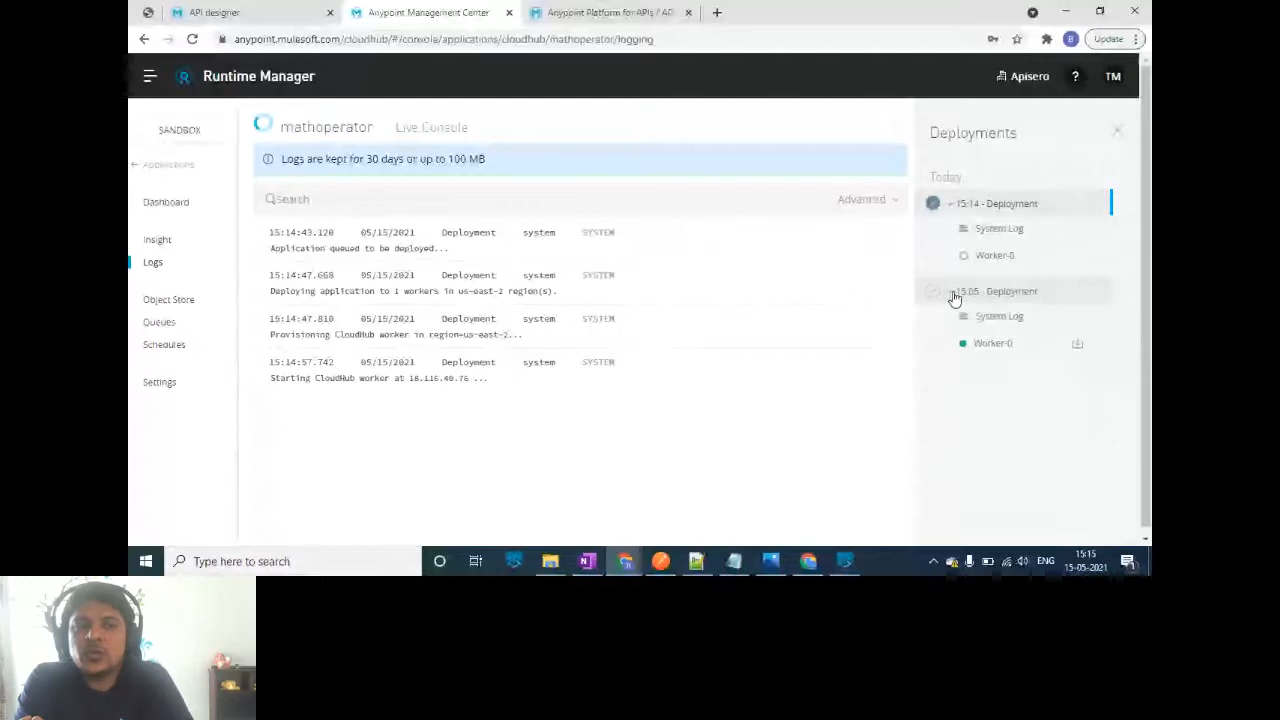 API designer
Anypoint Management Center
Anypoint Platform for APIs / API
anypoint.mulesoft.com/cloudhub/#/console/applications/cloudhub/mathoperator/logging
B
Update
R
Runtime Manager
Apisero
?
TM
SANDBOX
Applications
Dashboard
Insight
Logs
Object Store
Queues
Schedules
Settings
mathoperator
Live Console
Logs are kept for 30 days or up to 100 MB
Search
Advanced
15:14:43.120 05/15/2021 Deployment system SYSTEM
Application queued to be deployed...
15:14:47.668 05/15/2021 Deployment system SYSTEM
Deploying application to 1 workers in us-east-2 region(s).
15:14:47.810 05/15/2021 Deployment system SYSTEM
Provisioning CloudHub worker in region-us-east-2...
15:14:57.742 05/15/2021 Deployment system SYSTEM
Starting CloudHub worker at 18.116.40.76 ...
Deployments
Today
15:14 - Deployment
System Log
Worker-0
15:05 - Deployment
System Log
Worker-0
Type here to search
ENG
15:15
15-05-2021